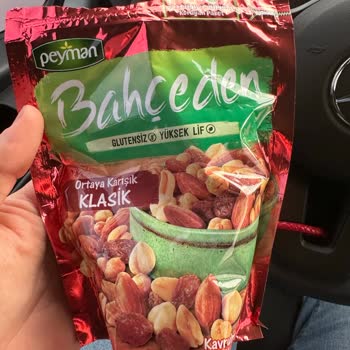 peyman
Bahçeden
GLUTENSİZ YÜKSEK LİF
Ortaya Karışık
KLASİK